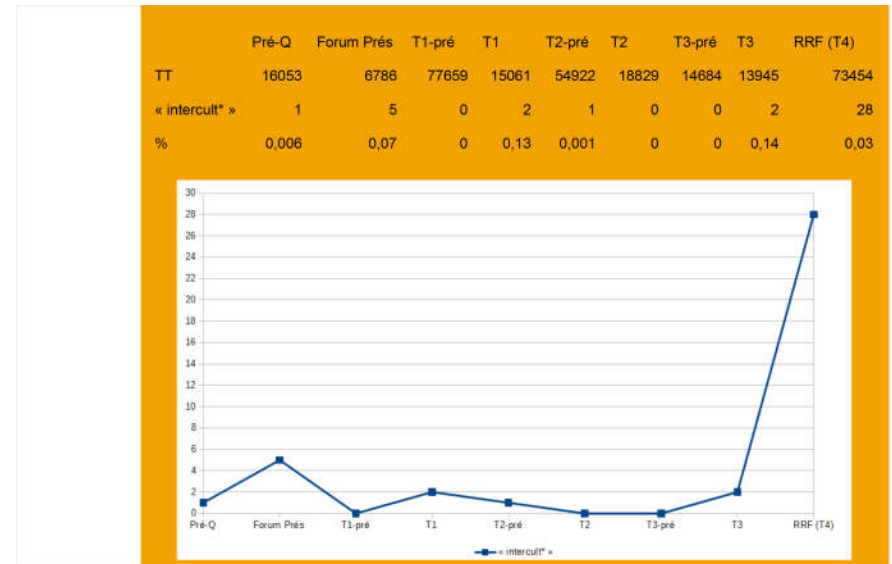 Pré-Q Forum Prés T1-pré T1 T2-pré T2 T3-pré T3 RRF (T4)
TT 16053 6786 77659 15061 54922 18829 14684 13945 73454
« intercult* » 1 5 0 2 1 0 0 2 28
% 0,006 0,07 0 0,13 0,001 0 0 0,14 0,03
30
28
26
24
22
20
18
16
14
12
10
8
6
4
2
0
Pré-Q Forum Prés T1-pré T1 T2-pré T2 T3-pré T3 RRF (T4)
« intercult* »